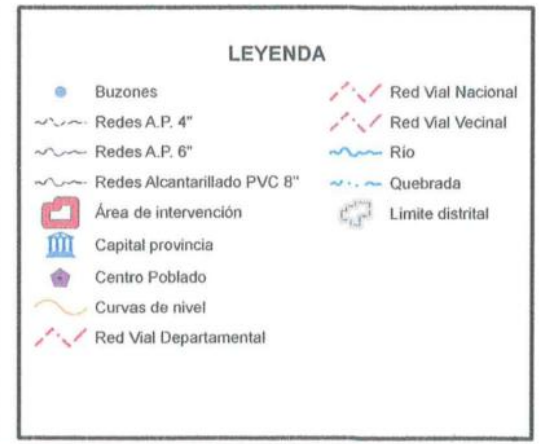 LEYENDA
Buzones
Redes A.P. 4"
Redes A.P. 6"
Redes Alcantarillado PVC 8"
Área de intervención
Capital provincia
Centro Poblado
Curvas de nivel
Red Vial Departamental
Red Vial Nacional
Red Vial Vecinal
Río
Quebrada
Limite distrital